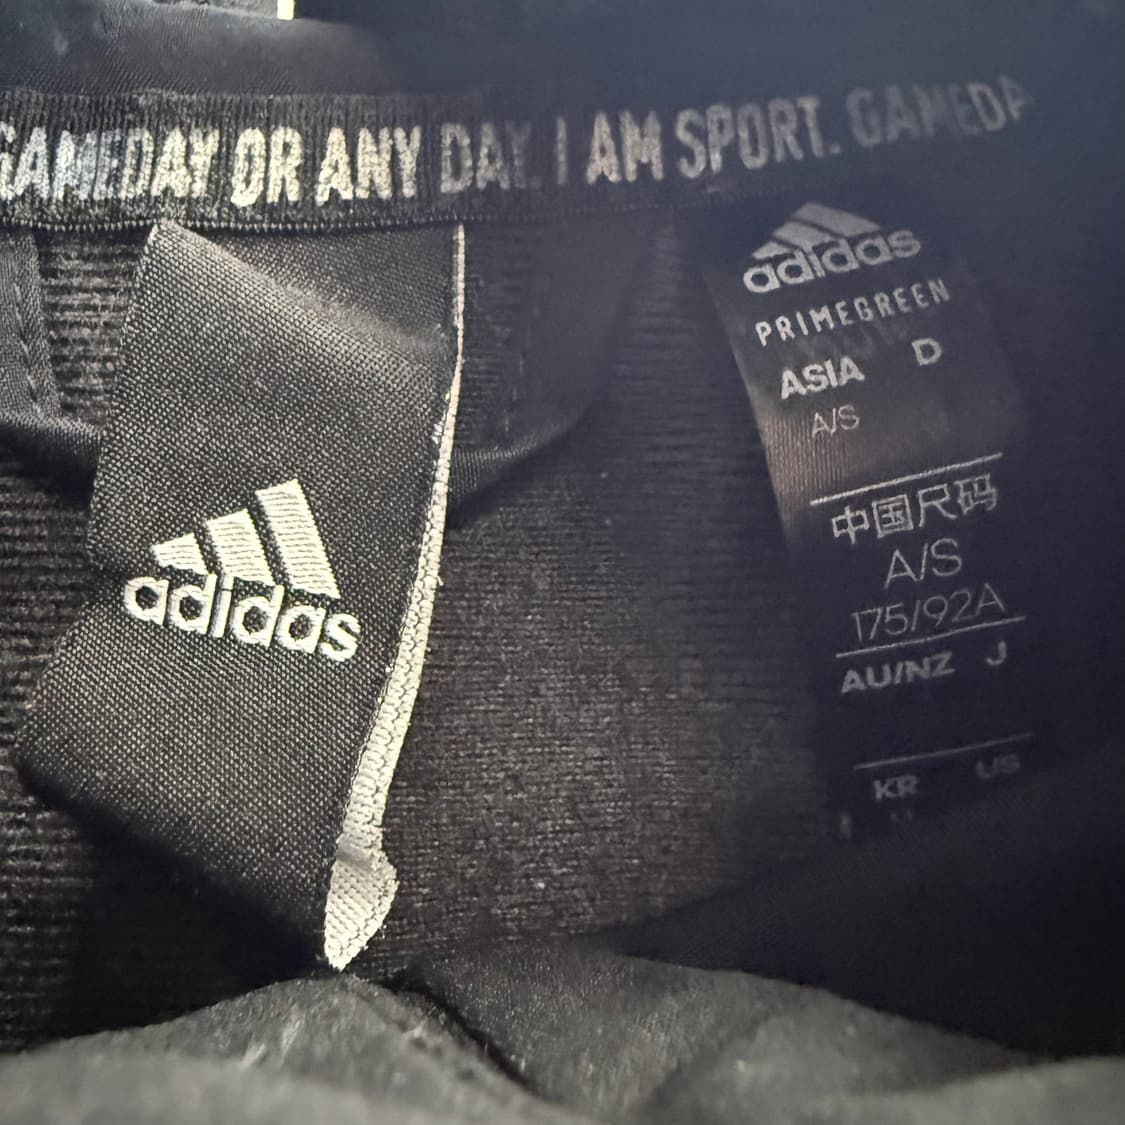 GAMEDAY OR ANY DAY. I AM SPORT. GAMEDA
adidas
adidas
PRIMEGREEN
ASIA D
A/S
中国尺码
A/S
175/92A
AU/NZ J
KR US